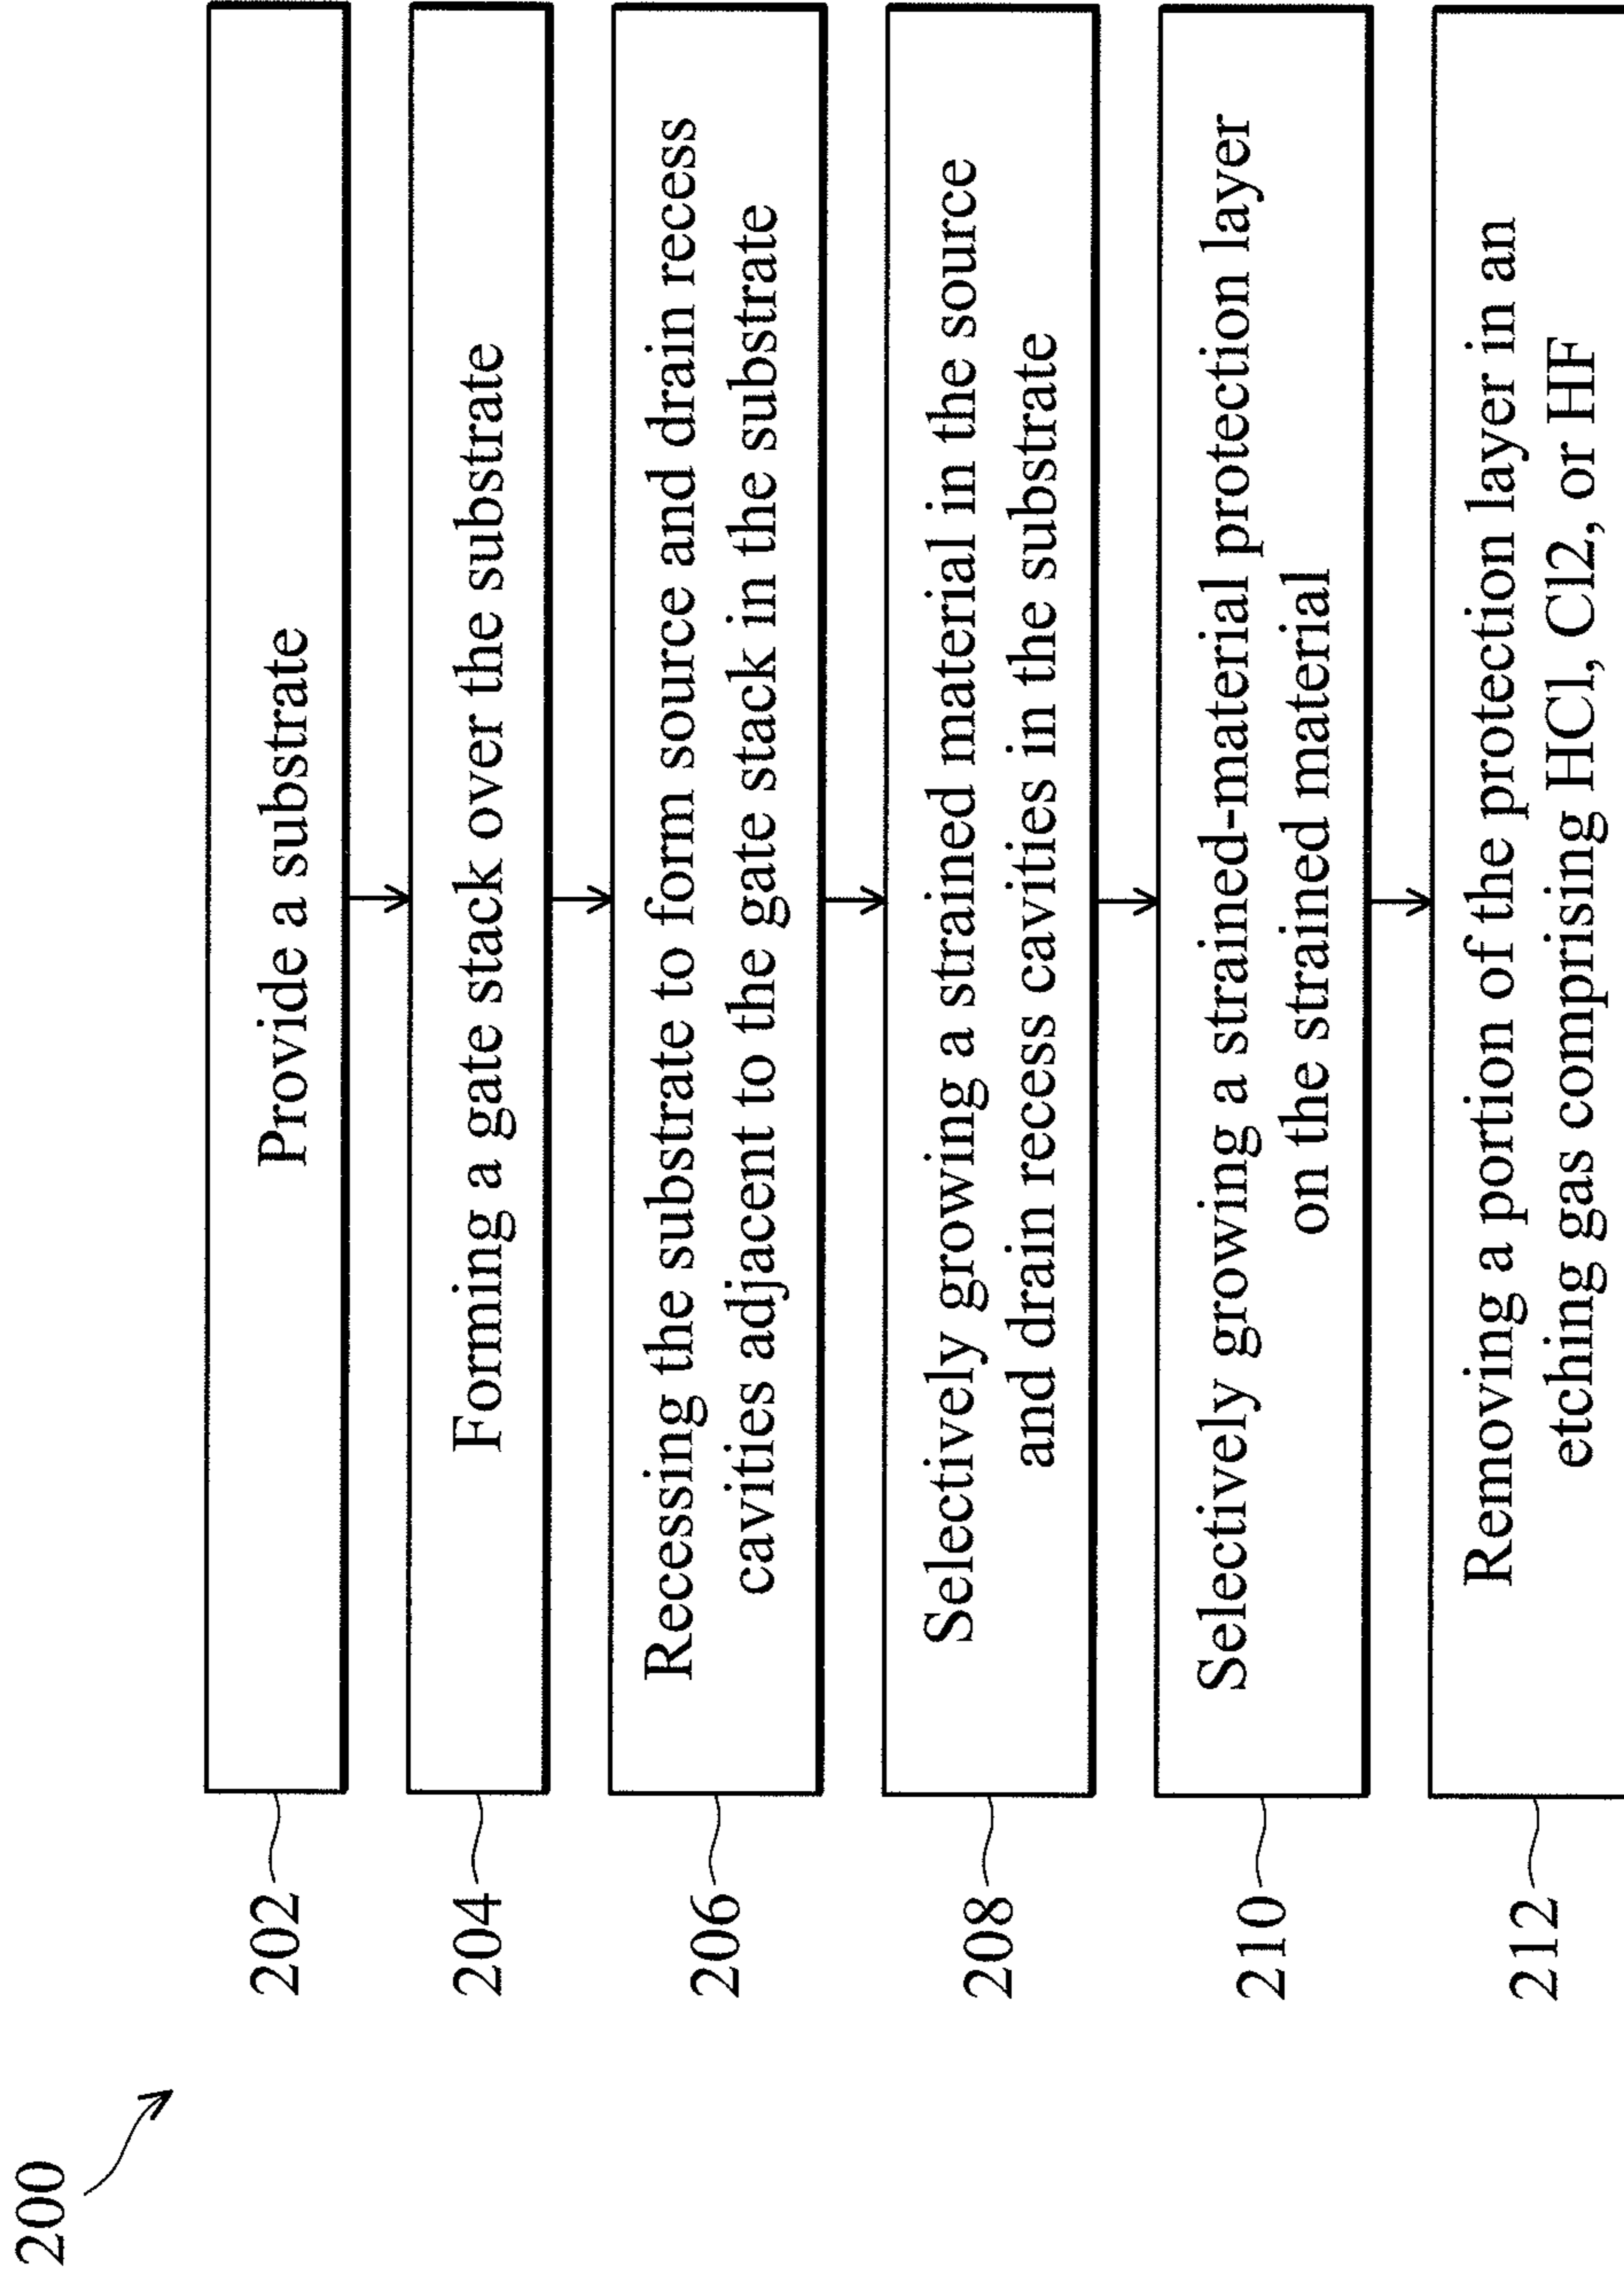 200
202
Provide a substrate
204
Forming a gate stack over the substrate
206
Recessing the substrate to form source and drain recess
cavities adjacent to the gate stack in the substrate
208
Selectively growing a strained material in the source
and drain recess cavities in the substrate
210
Selectively growing a strained-material protection layer
on the strained material
212
Removing a portion of the protection layer in an
etching gas comprising HCl, Cl2, or HF